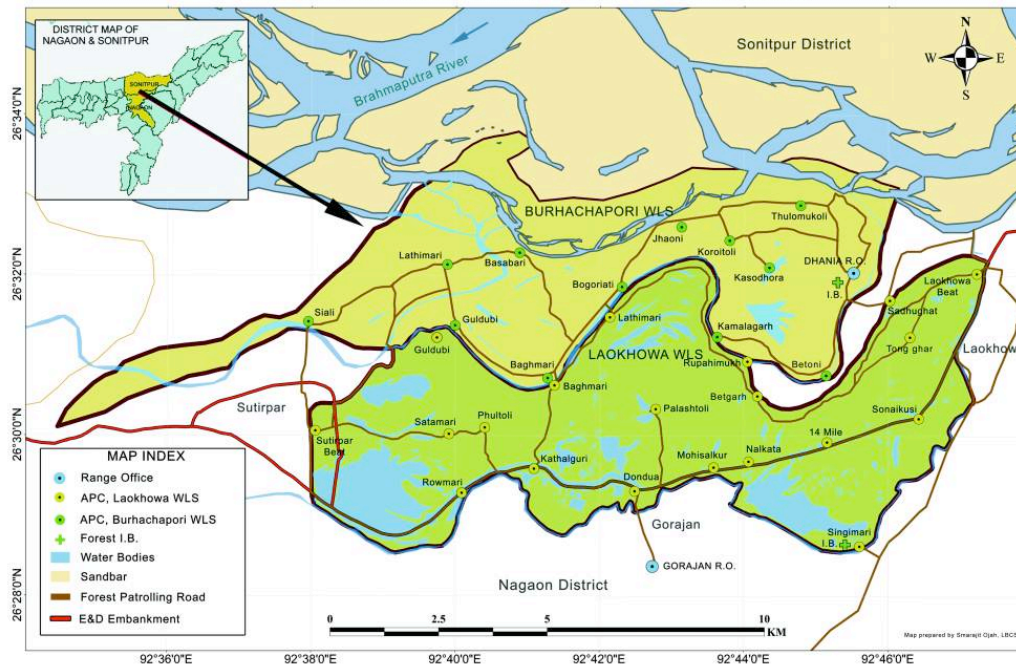 DISTRICT MAP OF
NAGAON & SONITPUR
SONITPUR
NAGAON
Brahmaputra River
Sonitpur District
N
W
E
S
26°34'0"N
26°32'0"N
26°30'0"N
26°28'0"N
BURHACHAPORI WLS
Thulomukoli
Jhaoni
Koroitoli
Lathimari
Basabari
Kasodhora
DHANIA R.O.
I.B.
Laokhowa
Beat
Bogoriati
Sadhughat
Siali
Guldubi
Lathimari
Kamalagarh
Tong ghar
Guldubi
LAOKHOWA WLS
Laokhow
Baghmari
Rupahimukh
Betoni
Baghmari
Betgarh
Sutirpar
Palashtoli
Sonaikusi
Satamari
Phultoli
14 Mile
Sutirpar
Beat
Kathalguri
Mohisalkur
Nalkata
Rowmari
Dondua
Gorajan
Singimari
I.B.
GORAJAN R.O.
Nagaon District
MAP INDEX
Range Office
APC, Laokhowa WLS
APC, Burhachapori WLS
Forest I.B.
Water Bodies
Sandbar
Forest Patrolling Road
E&D Embankment
0
2.5
5
10
KM
Map prepared by Smarajit Ojah, LBCS
92°36'0"E
92°38'0"E
92°40'0"E
92°42'0"E
92°44'0"E
92°46'0"E